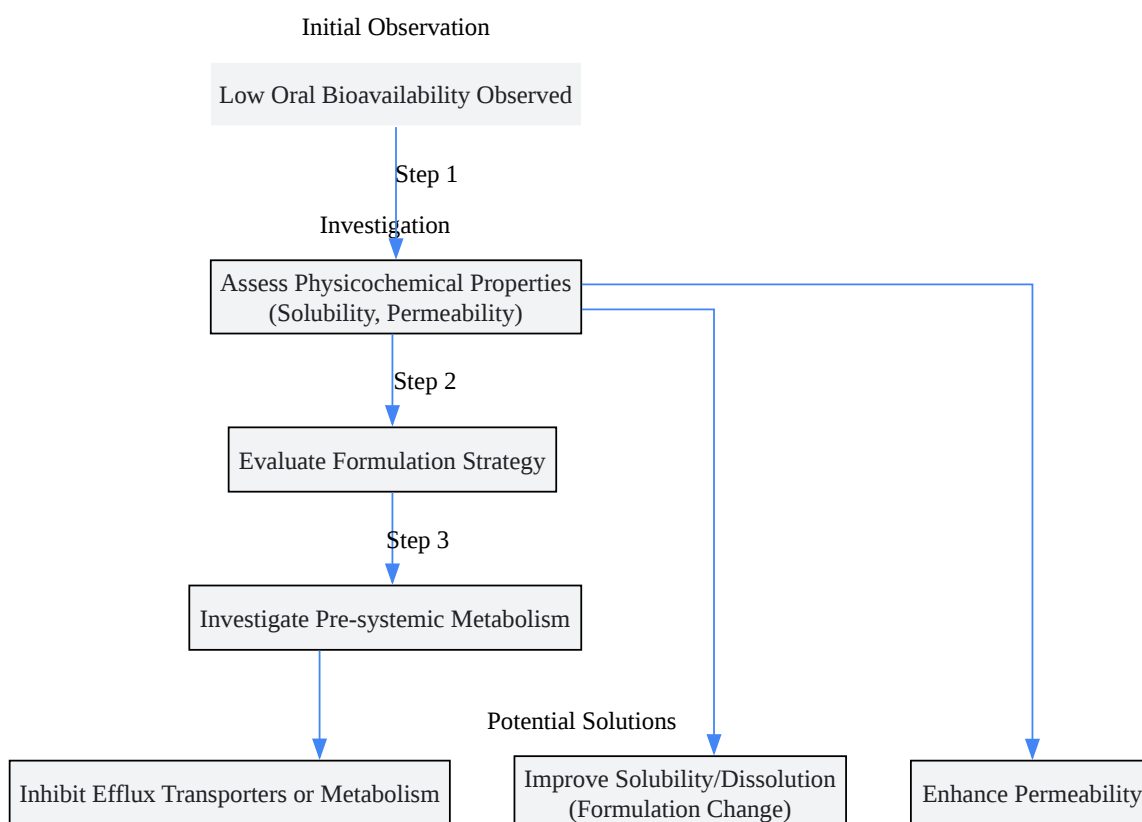 Initial Observation
Low Oral Bioavailability Observed
Step 1
Investigation
Assess Physicochemical Properties
(Solubility, Permeability)
Step 2
Evaluate Formulation Strategy
Step 3
Investigate Pre-systemic Metabolism
Potential Solutions
Inhibit Efflux Transporters or Metabolism
Improve Solubility/Dissolution
(Formulation Change)
Enhance Permeability